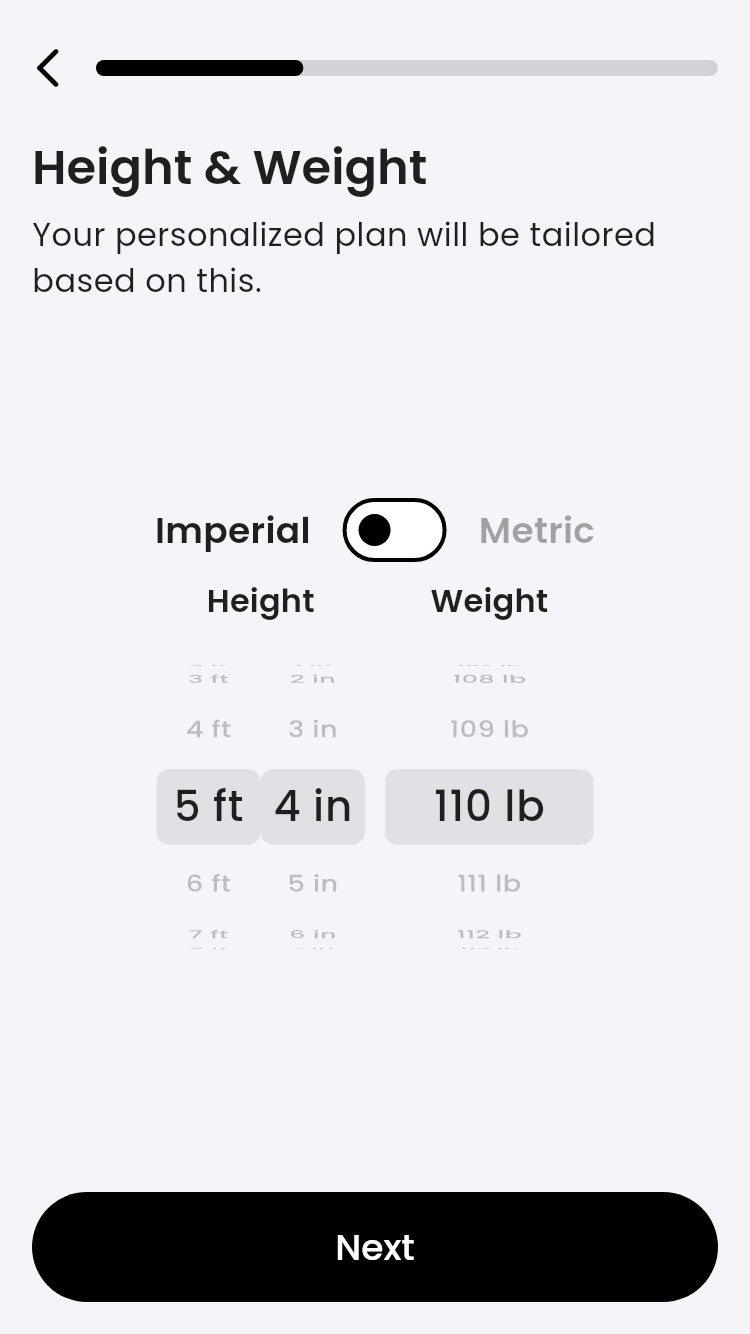 Height & Weight
Your personalized plan will be tailored
based on this.
Imperial Metric
Height Weight
3 ft 2 in 108 lb
4 ft 3 in 109 lb
5 ft 4 in 110 lb
6 ft 5 in 111 lb
7 ft 6 in 112 lb
Next